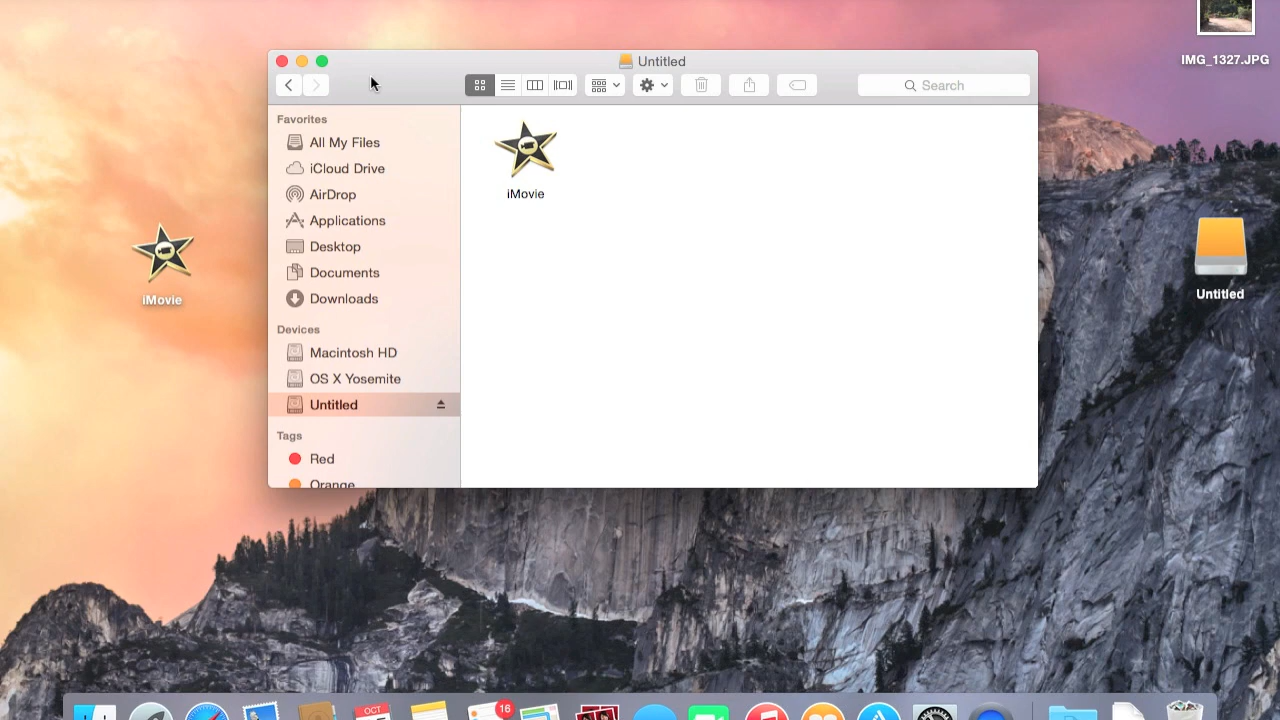 IMG_1327.JPG
Untitled
Search
Favorites
All My Files
iCloud Drive
AirDrop
Applications
Desktop
Documents
Downloads
Devices
Macintosh HD
OS X Yosemite
Untitled
Tags
Red
Orange
iMovie
iMovie
Untitled
16
OCT